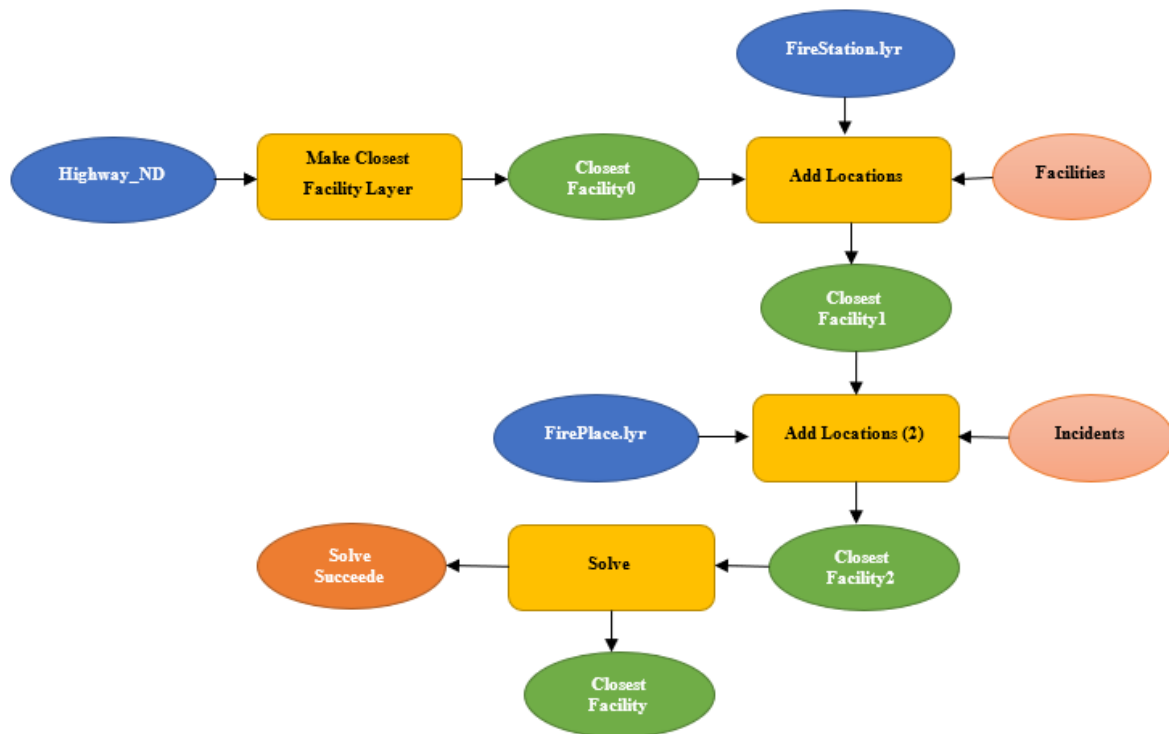 FireStation.lyr
Highway_ND
Make Closest
Facility Layer
Closest
Facility0
Add Locations
Facilities
Closest
Facility1
FirePlace.lyr
Add Locations (2)
Incidents
Solve
Succeede
Solve
Closest
Facility2
Closest
Facility